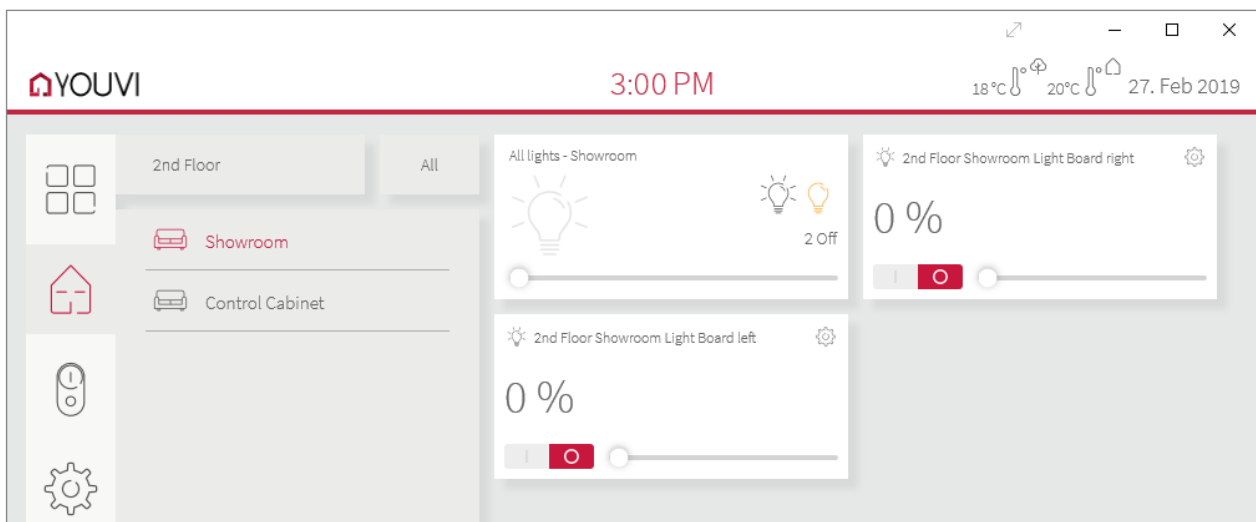 YOUVI
3:00 PM
18°C
20°C
27. Feb 2019
2nd Floor
All
Showroom
Control Cabinet
All lights - Showroom
2 Off
2nd Floor Showroom Light Board right
0 %
2nd Floor Showroom Light Board left
0 %